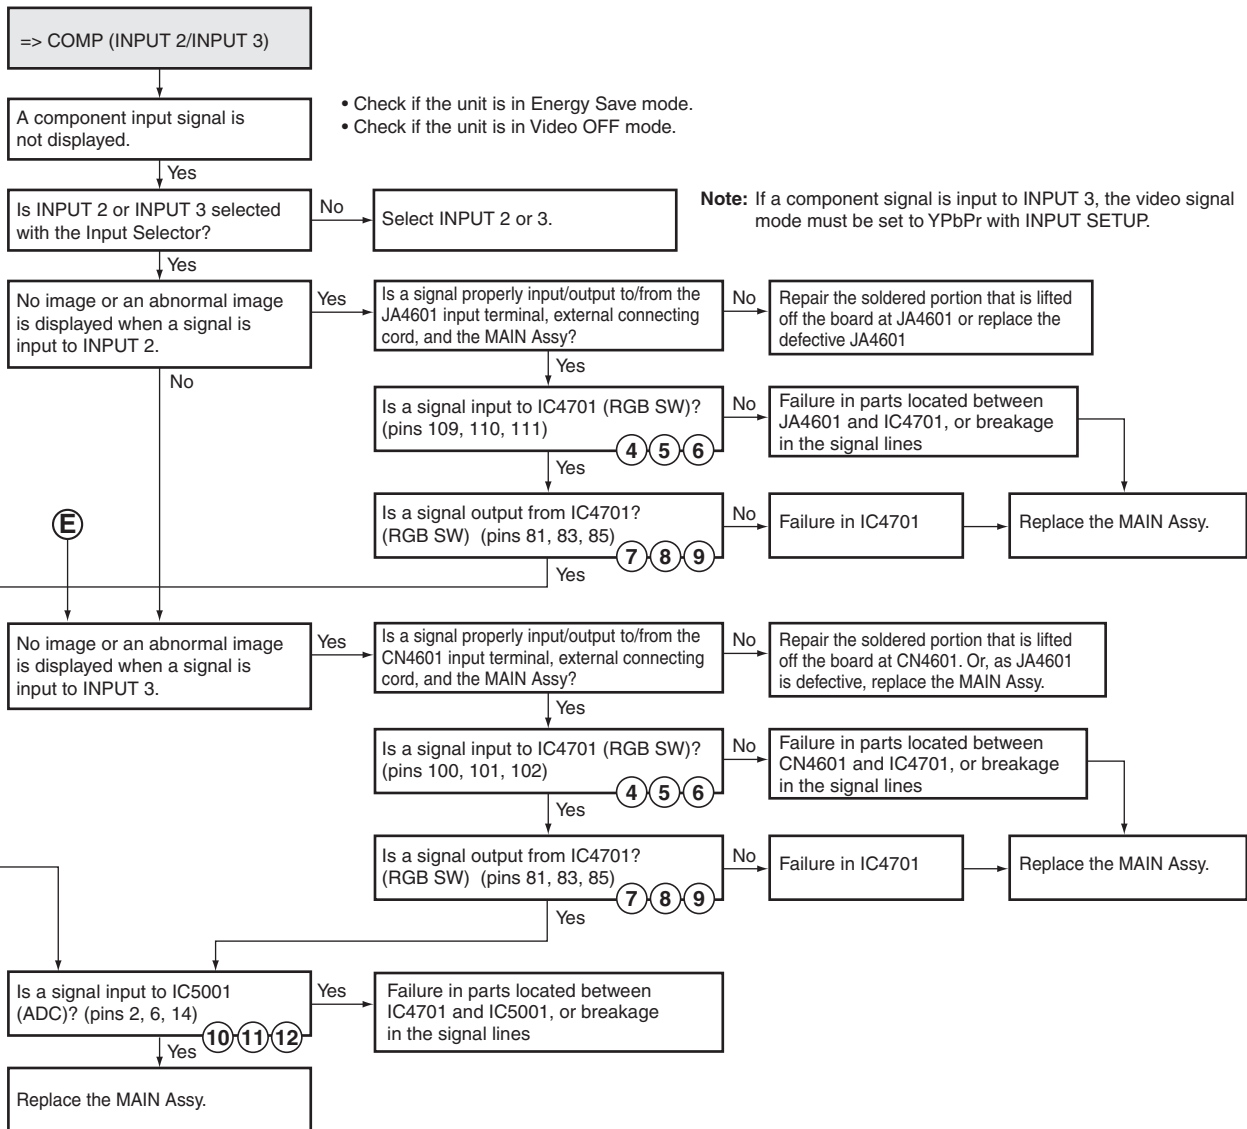 => COMP (INPUT 2/INPUT 3)
A component input signal is
not displayed.
• Check if the unit is in Energy Save mode.
• Check if the unit is in Video OFF mode.
Yes
Is INPUT 2 or INPUT 3 selected
with the Input Selector?
No
Select INPUT 2 or 3.
Note: If a component signal is input to INPUT 3, the video signal
mode must be set to YPbPr with INPUT SETUP.
Yes
No image or an abnormal image
is displayed when a signal is
input to INPUT 2.
Yes
Is a signal properly input/output to/from the
JA4601 input terminal, external connecting
cord, and the MAIN Assy?
No
Repair the soldered portion that is lifted
off the board at JA4601 or replace the
defective JA4601
No
Yes
Is a signal input to IC4701 (RGB SW)?
(pins 109, 110, 111)
4 5 6
No
Failure in parts located between
JA4601 and IC4701, or breakage
in the signal lines
Yes
Is a signal output from IC4701?
(RGB SW) (pins 81, 83, 85)
7 8 9
No
Failure in IC4701
Replace the MAIN Assy.
Yes
E
No image or an abnormal image
is displayed when a signal is
input to INPUT 3.
Yes
Is a signal properly input/output to/from the
CN4601 input terminal, external connecting
cord, and the MAIN Assy?
No
Repair the soldered portion that is lifted
off the board at CN4601. Or, as JA4601
is defective, replace the MAIN Assy.
Yes
Is a signal input to IC4701 (RGB SW)?
(pins 100, 101, 102)
4 5 6
No
Failure in parts located between
CN4601 and IC4701, or breakage
in the signal lines
Yes
Is a signal output from IC4701?
(RGB SW) (pins 81, 83, 85)
7 8 9
No
Failure in IC4701
Replace the MAIN Assy.
Yes
Is a signal input to IC5001
(ADC)? (pins 2, 6, 14)
10 11 12
Yes
Failure in parts located between
IC4701 and IC5001, or breakage
in the signal lines
Yes
Replace the MAIN Assy.